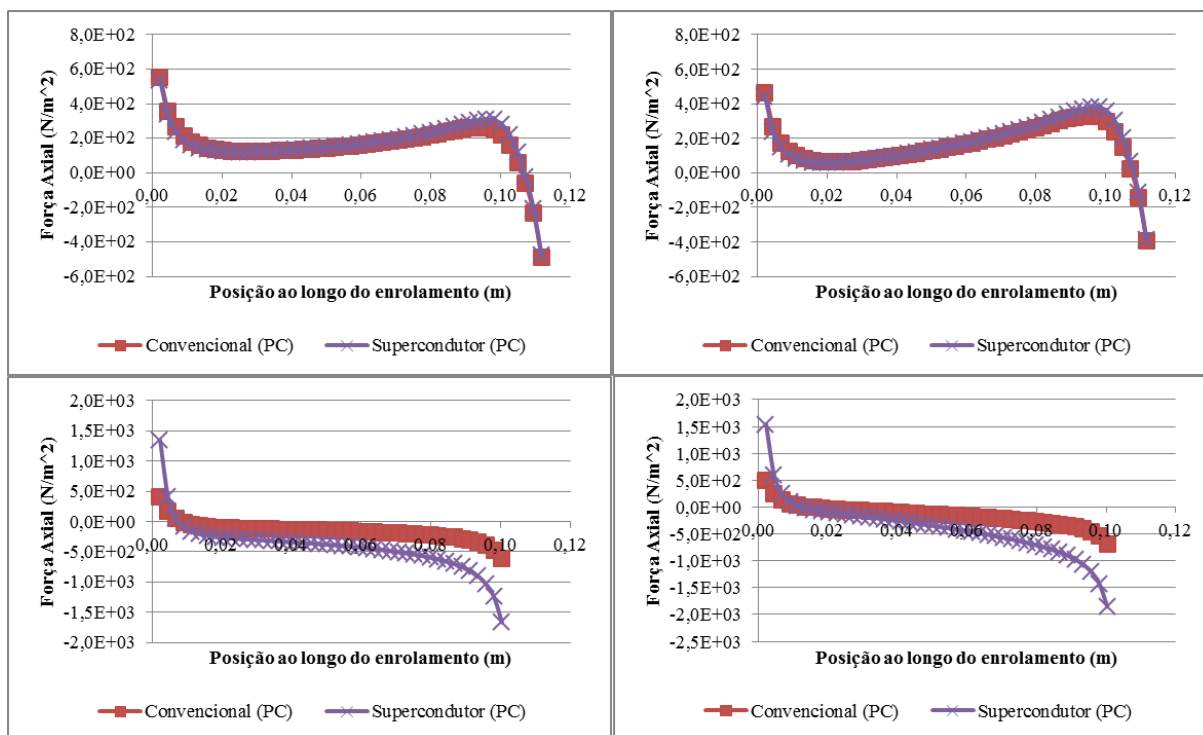 8,0E+02
6,0E+02
4,0E+02
2,0E+02
0,0E+00
-2,0E+02
-4,0E+02
-6,0E+02
Força Axial (N/m^2)
0,00 0,02 0,04 0,06 0,08 0,10 0,12
Posição ao longo do enrolamento (m)
Convencional (PC) Supercondutor (PC)
8,0E+02
6,0E+02
4,0E+02
2,0E+02
0,0E+00
-2,0E+02
-4,0E+02
-6,0E+02
Força Axial (N/m^2)
0,00 0,02 0,04 0,06 0,08 0,10 0,12
Posição ao longo do enrolamento (m)
Convencional (PC) Supercondutor (PC)
2,0E+03
1,5E+03
1,0E+03
5,0E+02
0,0E+00
-5,0E+02
-1,0E+03
-1,5E+03
-2,0E+03
Força Axial (N/m^2)
0,00 0,02 0,04 0,06 0,08 0,10 0,12
Posição ao longo do enrolamento (m)
Convencional (PC) Supercondutor (PC)
2,0E+03
1,5E+03
1,0E+03
5,0E+02
0,0E+00
-5,0E+02
-1,0E+03
-1,5E+03
-2,0E+03
-2,5E+03
Força Axial (N/m^2)
0,00 0,02 0,04 0,06 0,08 0,10 0,12
Posição ao longo do enrolamento (m)
Convencional (PC) Supercondutor (PC)